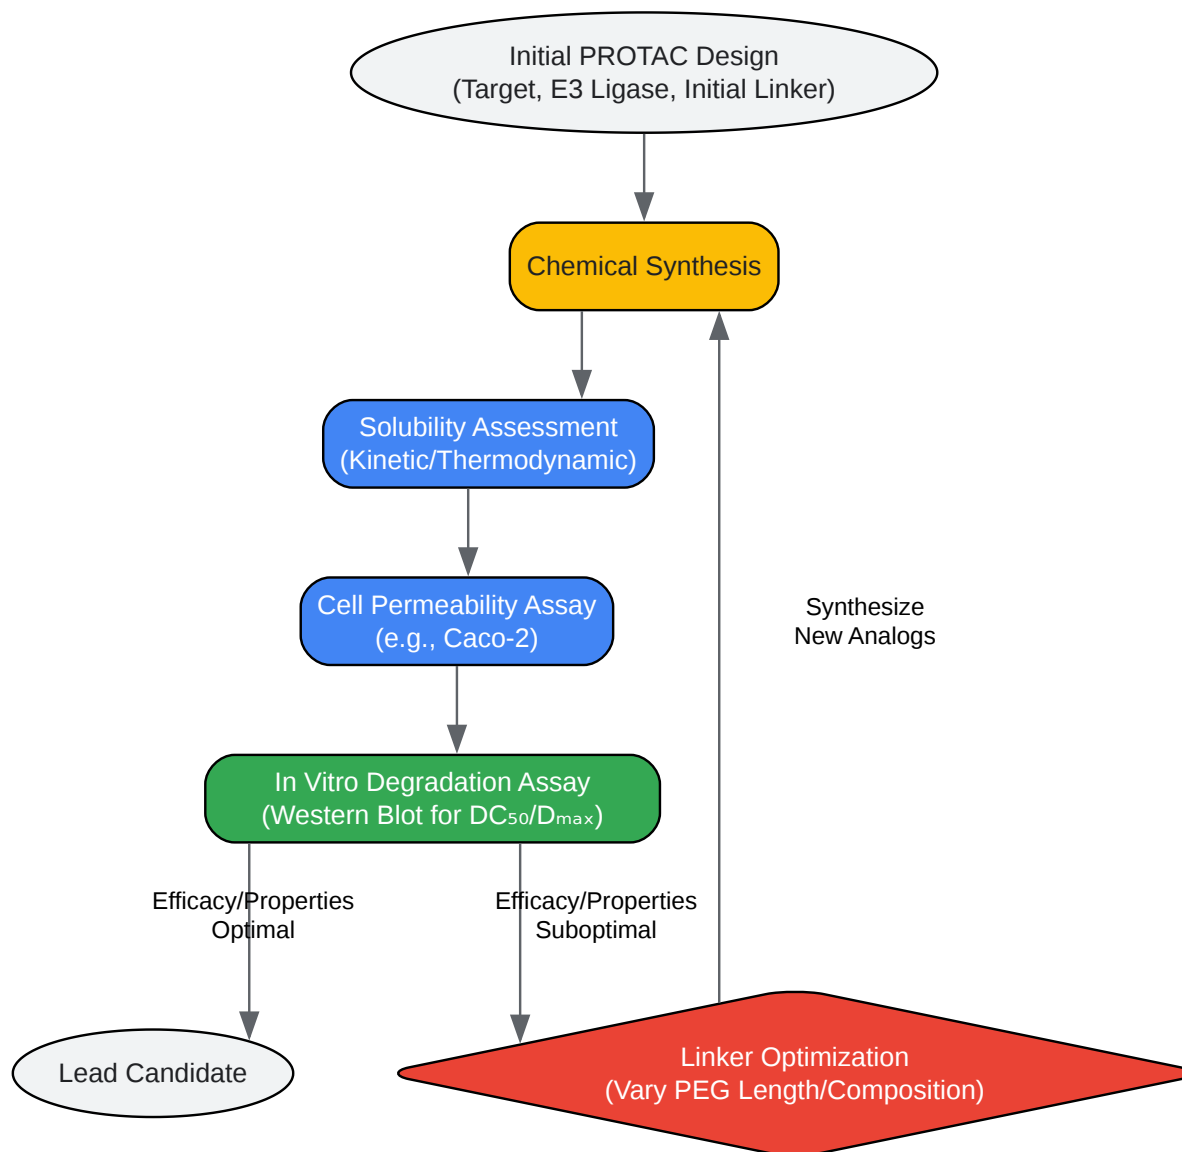 Initial PROTAC Design
(Target, E3 Ligase, Initial Linker)
Chemical Synthesis
Solubility Assessment
(Kinetic/Thermodynamic)
Cell Permeability Assay
(e.g., Caco-2)
Synthesize
New Analogs
In Vitro Degradation Assay
(Western Blot for DC₅₀/Dₘₐₓ)
Efficacy/Properties
Optimal
Efficacy/Properties
Suboptimal
Lead Candidate
Linker Optimization
(Vary PEG Length/Composition)